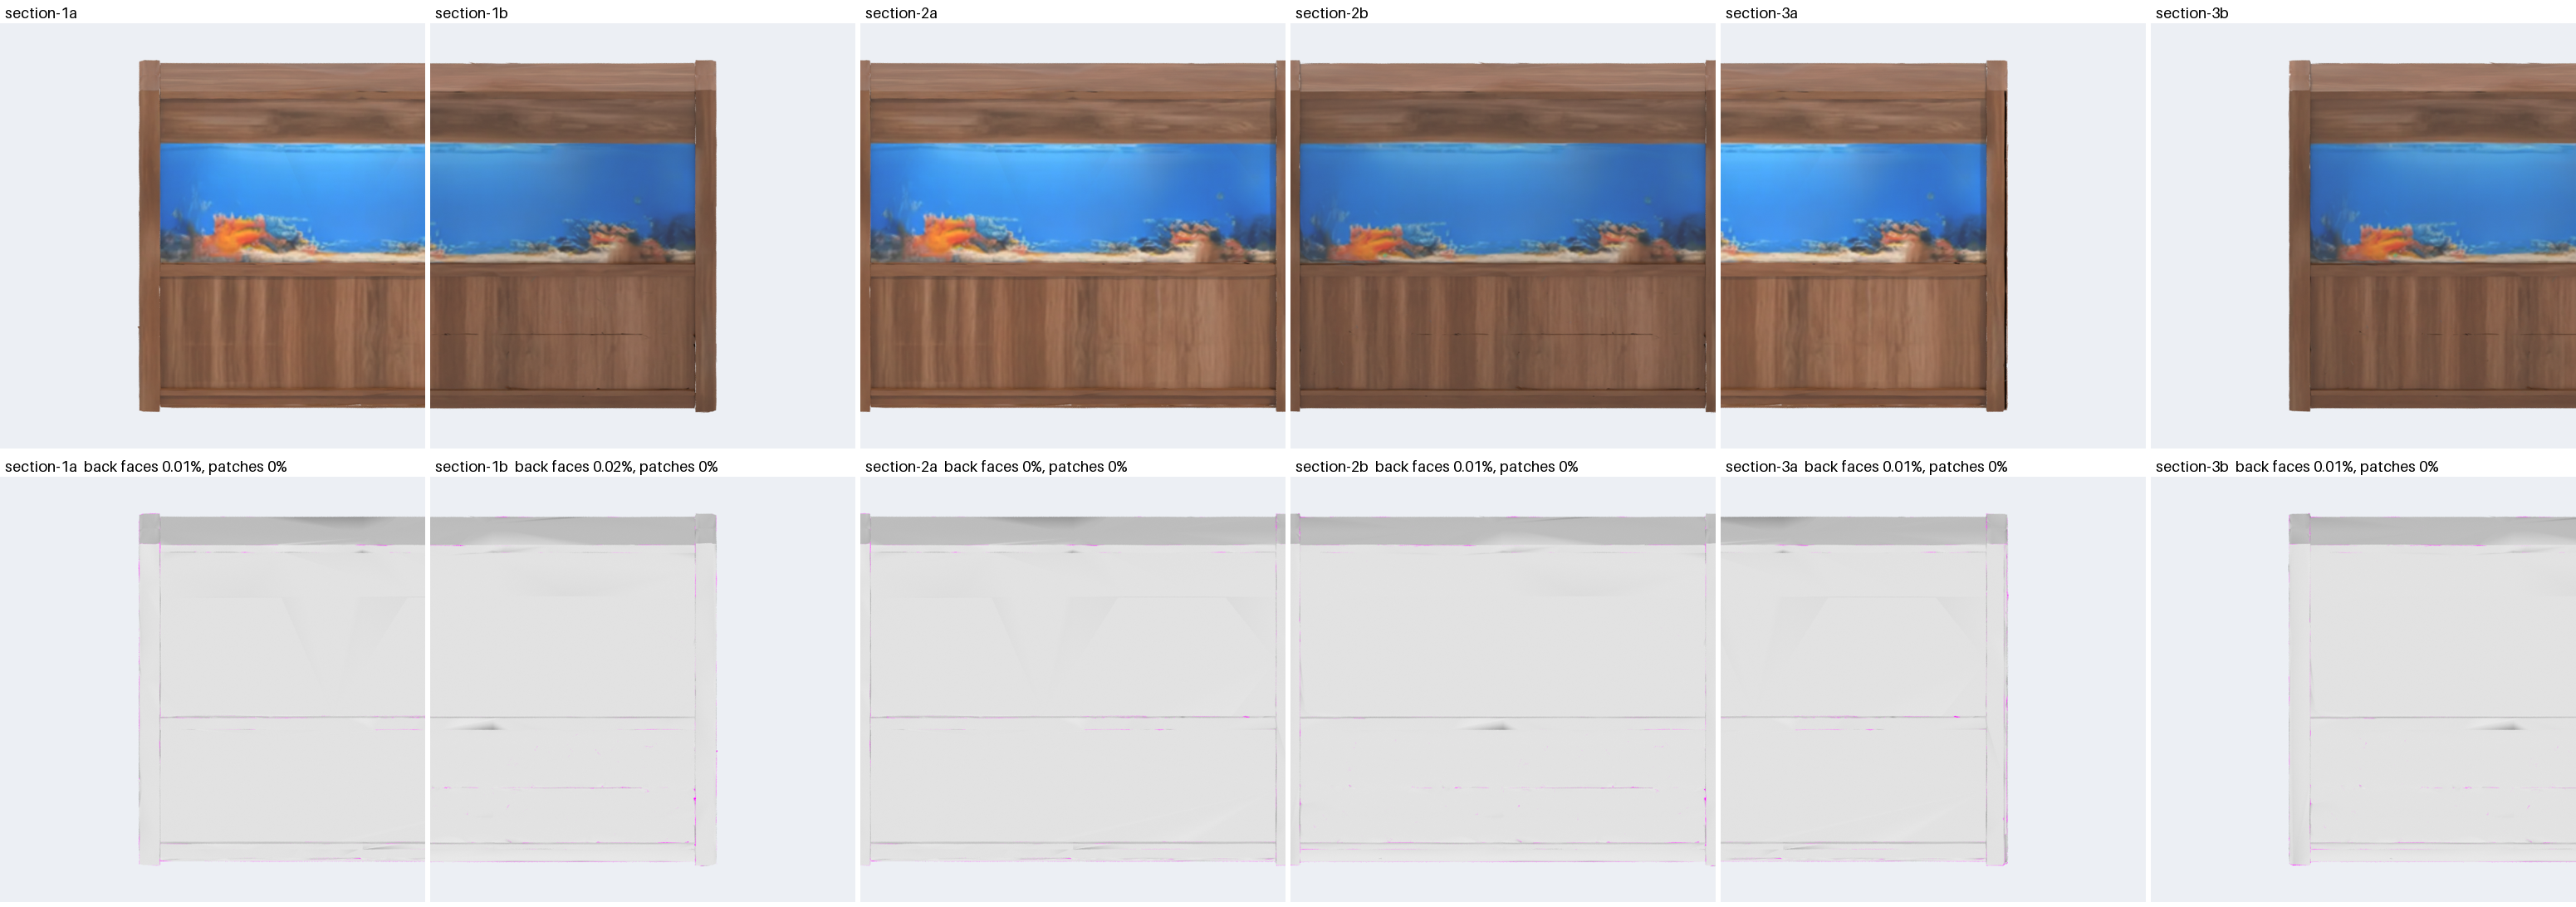 section-1a
section-1b
section-2a
section-2b
section-3a
section-3b
section-1a  back faces 0.01%, patches 0%
section-1b  back faces 0.02%, patches 0%
section-2a  back faces 0%, patches 0%
section-2b  back faces 0.01%, patches 0%
section-3a  back faces 0.01%, patches 0%
section-3b  back faces 0.01%, patches 0%